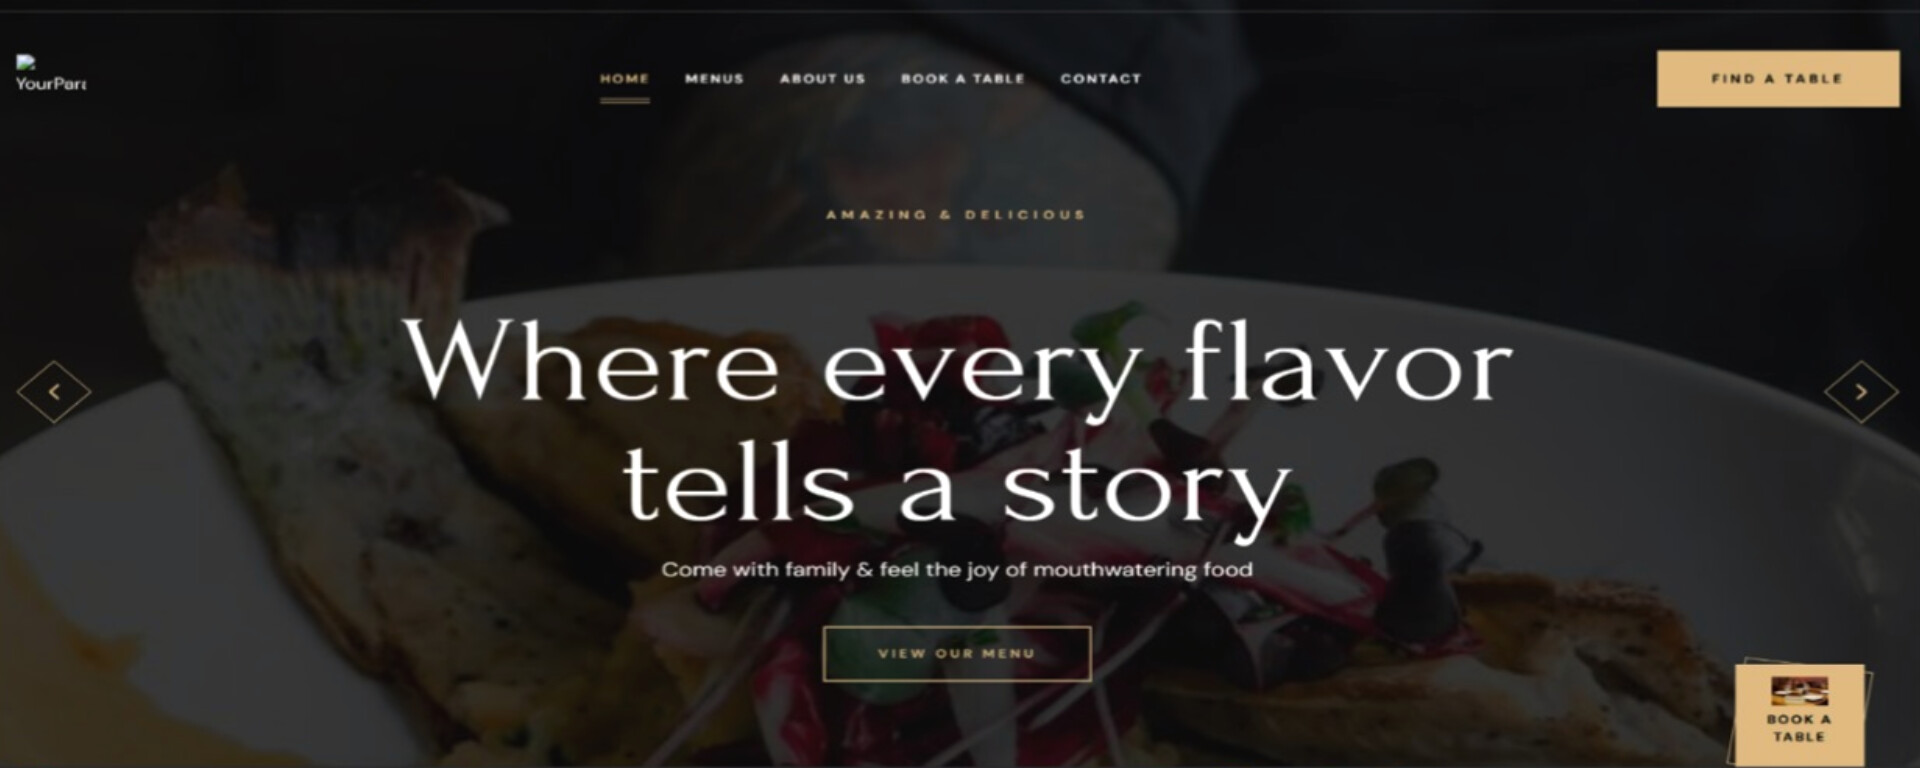 YourPar
HOME MENUS ABOUT US BOOK A TABLE CONTACT
FIND A TABLE
AMAZING & DELICIOUS
Where every flavor
tells a story
Come with family & feel the joy of mouthwatering food
VIEW OUR MENU
BOOK A
TABLE